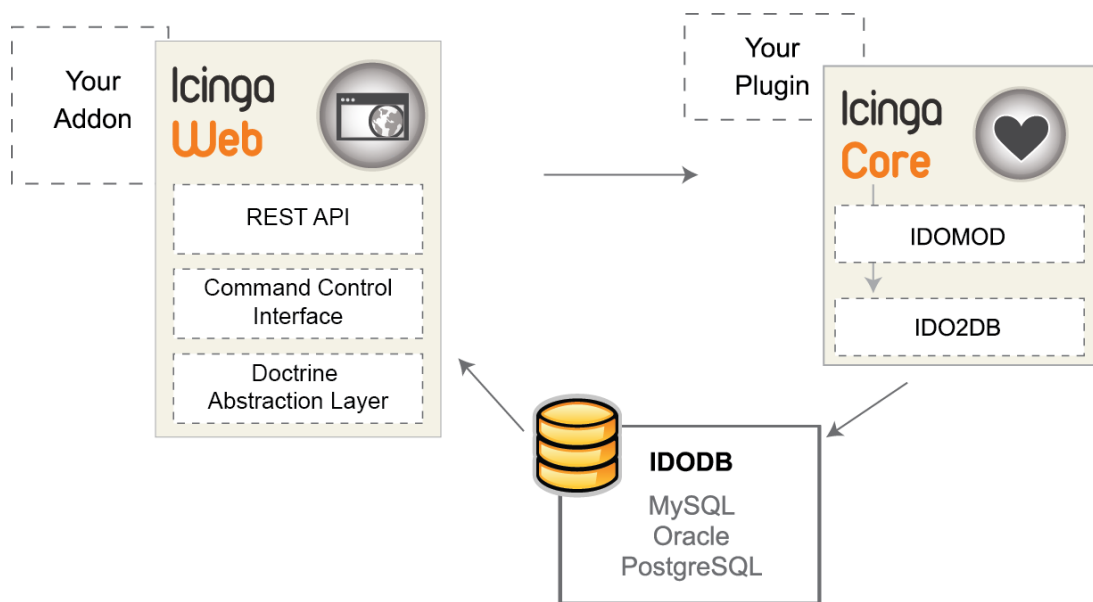 Your
Addon
Icinga
Web
REST API
Command Control
Interface
Doctrine
Abstraction Layer
Your
Plugin
Icinga
Core
IDOMOD
IDO2DB
IDODB
MySQL
Oracle
PostgreSQL